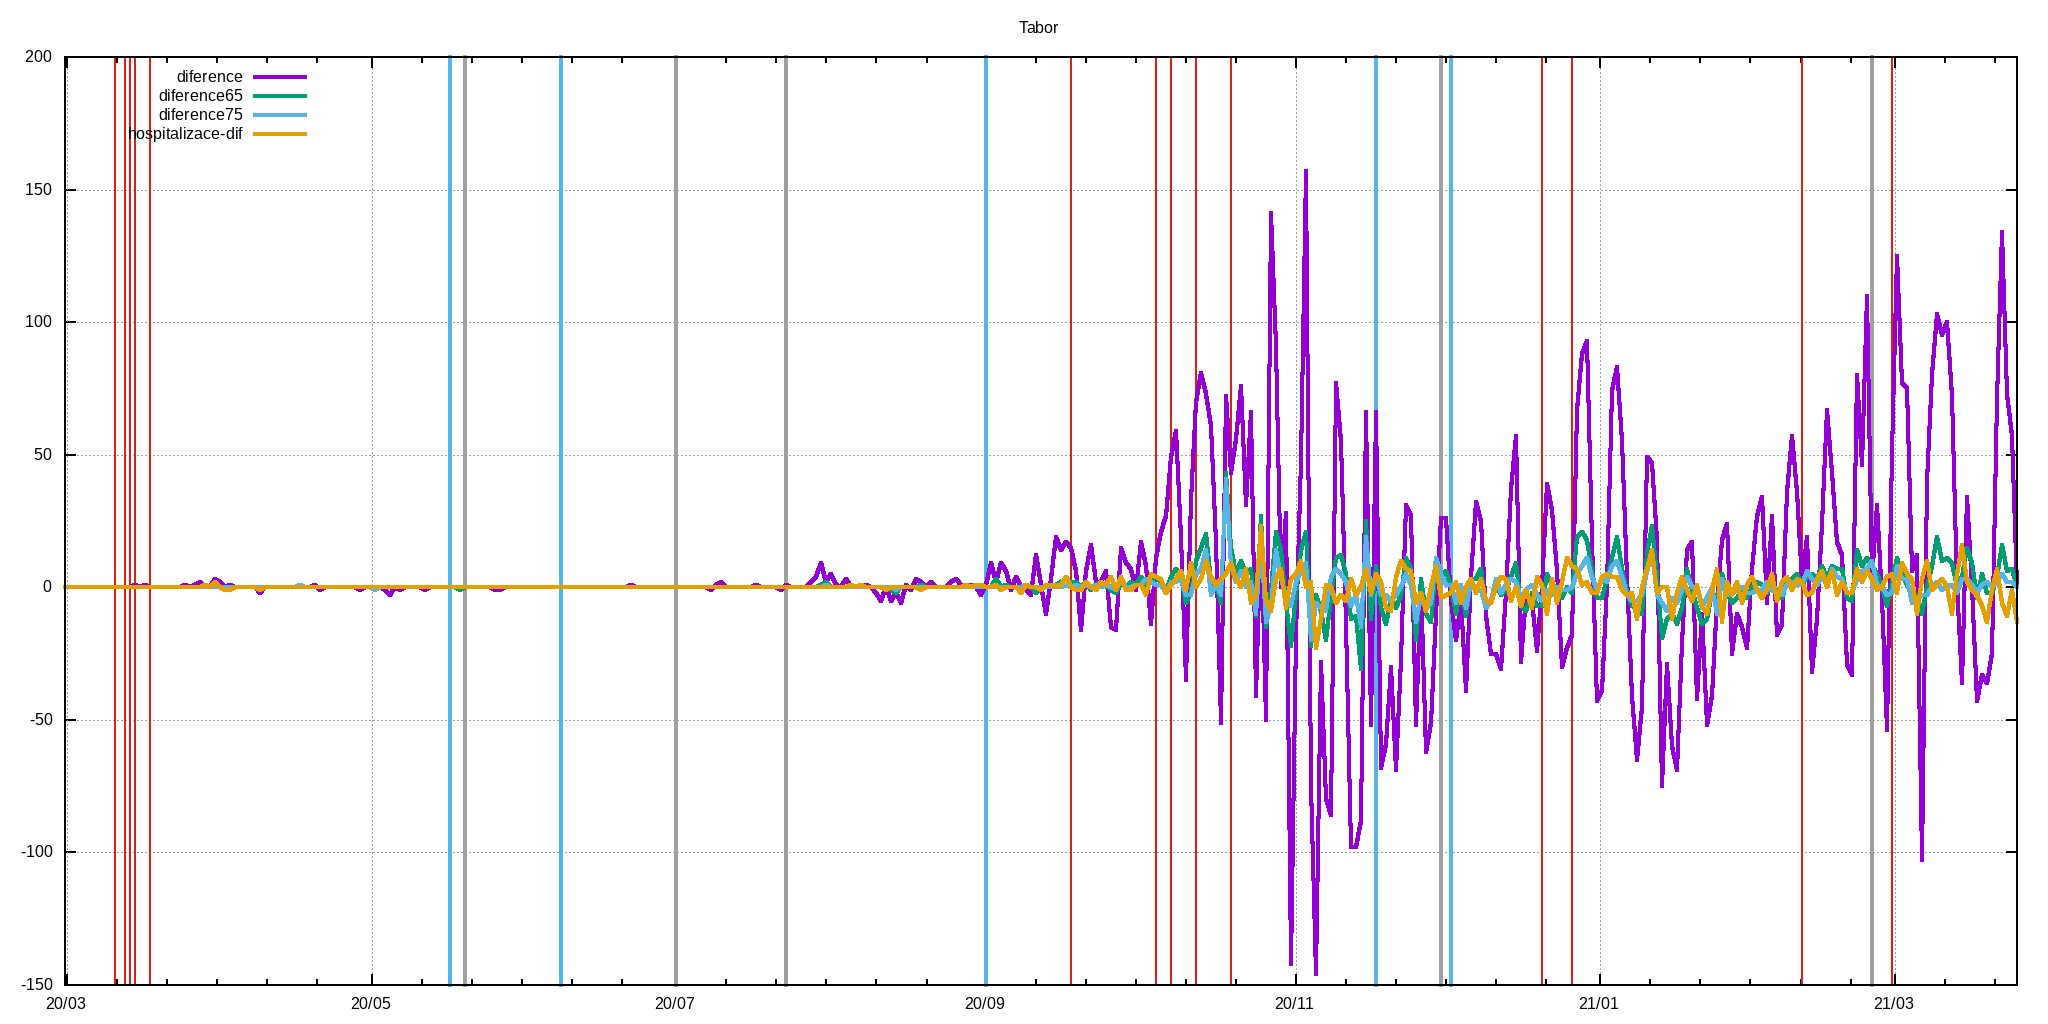 Tabor
200
diference
diference65
diference75
hospitalizace-dif
150
100
50
0
-50
-100
-150
20/03 20/05 20/07 20/09 20/11 21/01 21/03